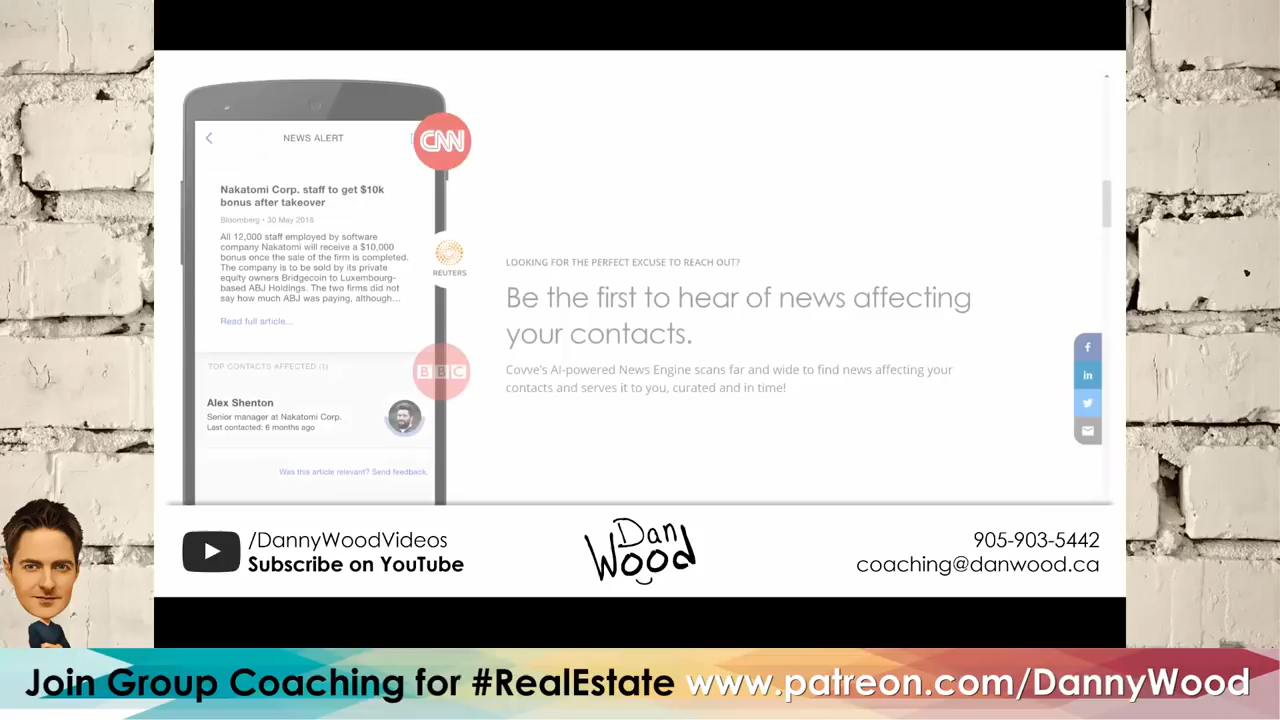 NEWS ALERT
CNN
Nakatomi Corp. staff to get $10k
bonus after takeover
Bloomberg • 30 May 2016
All 12,000 staff employed by software
company Nakatomi will receive a $10,000
bonus once the sale of the firm is completed.
The company is to be sold by its private
equity owners Bridgecoin to Luxembourg-
based ABJ Holdings. The two firms did not
say how much ABJ was paying, although...
Read full article...
REUTERS
BBC
TOP CONTACTS AFFECTED (1)
Alex Shenton
Senior manager at Nakatomi Corp.
Last contacted: 6 months ago
Was this article relevant? Send feedback.
LOOKING FOR THE PERFECT EXCUSE TO REACH OUT?
Be the first to hear of news affecting
your contacts.
Covve's AI-powered News Engine scans far and wide to find news affecting your
contacts and serves it to you, curated and in time!
f
in
/DannyWoodVideos
Subscribe on YouTube
Dan
Wood
905-903-5442
coaching@danwood.ca
Join Group Coaching for #RealEstate www.patreon.com/DannyWood